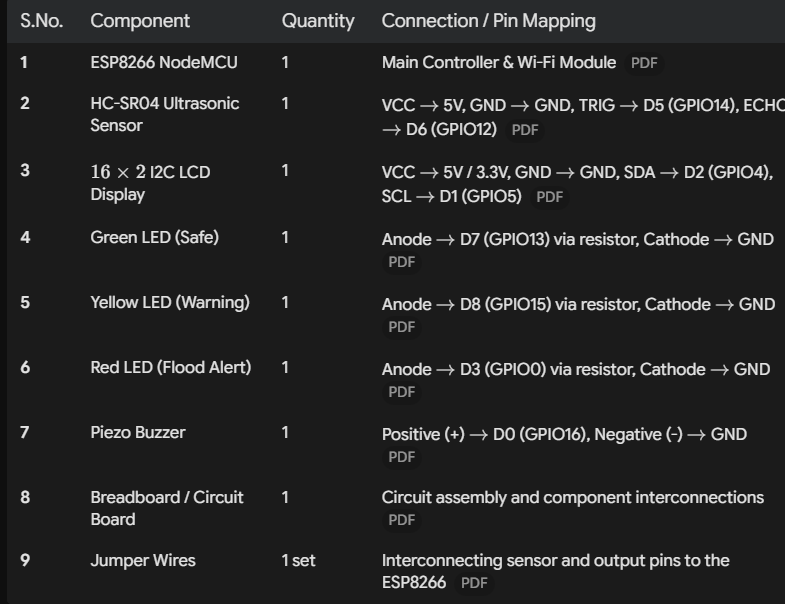 S.No. Component Quantity Connection / Pin Mapping
1 ESP8266 NodeMCU 1 Main Controller & Wi-Fi Module PDF
2 HC-SR04 Ultrasonic 1 VCC → 5V, GND → GND, TRIG → D5 (GPIO14), ECHO
Sensor → D6 (GPIO12) PDF
3 16 × 2 I2C LCD 1 VCC → 5V / 3.3V, GND → GND, SDA → D2 (GPIO4),
Display SCL → D1 (GPIO5) PDF
4 Green LED (Safe) 1 Anode → D7 (GPIO13) via resistor, Cathode → GND
PDF
5 Yellow LED (Warning) 1 Anode → D8 (GPIO15) via resistor, Cathode → GND
PDF
6 Red LED (Flood Alert) 1 Anode → D3 (GPIO0) via resistor, Cathode → GND
PDF
7 Piezo Buzzer 1 Positive (+) → D0 (GPIO16), Negative (-) → GND
PDF
8 Breadboard / Circuit 1 Circuit assembly and component interconnections
Board PDF
9 Jumper Wires 1 set Interconnecting sensor and output pins to the
ESP8266 PDF